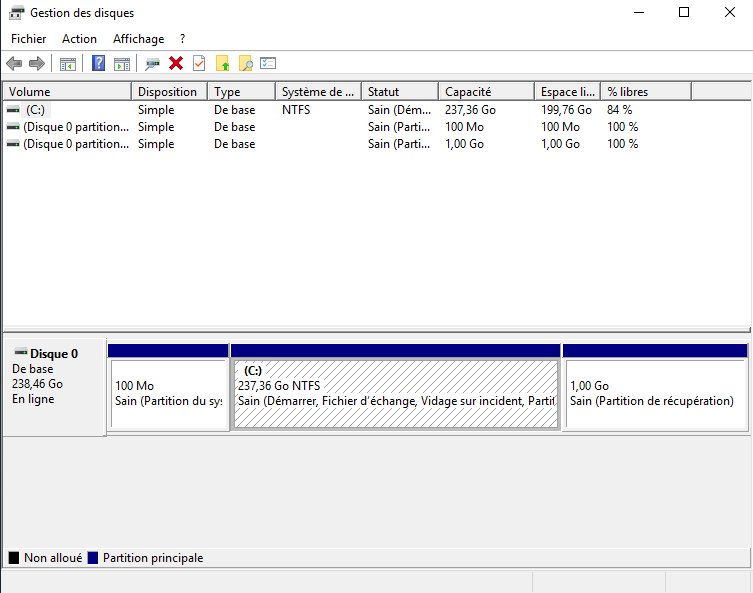 Gestion des disques
Fichier Action Affichage ?
Volume Disposition Type Système de ... Statut Capacité Espace li... % libres
(C:) Simple De base NTFS Sain (Dém... 237,36 Go 199,76 Go 84 %
(Disque 0 partition... Simple De base Sain (Parti... 100 Mo 100 Mo 100 %
(Disque 0 partition... Simple De base Sain (Parti... 1,00 Go 1,00 Go 100 %
Disque 0
De base
238,46 Go
En ligne
100 Mo
Sain (Partition du sy
(C:)
237,36 Go NTFS
Sain (Démarrer, Fichier d'échange, Vidage sur incident, Parti
1,00 Go
Sain (Partition de récupération)
Non alloué Partition principale